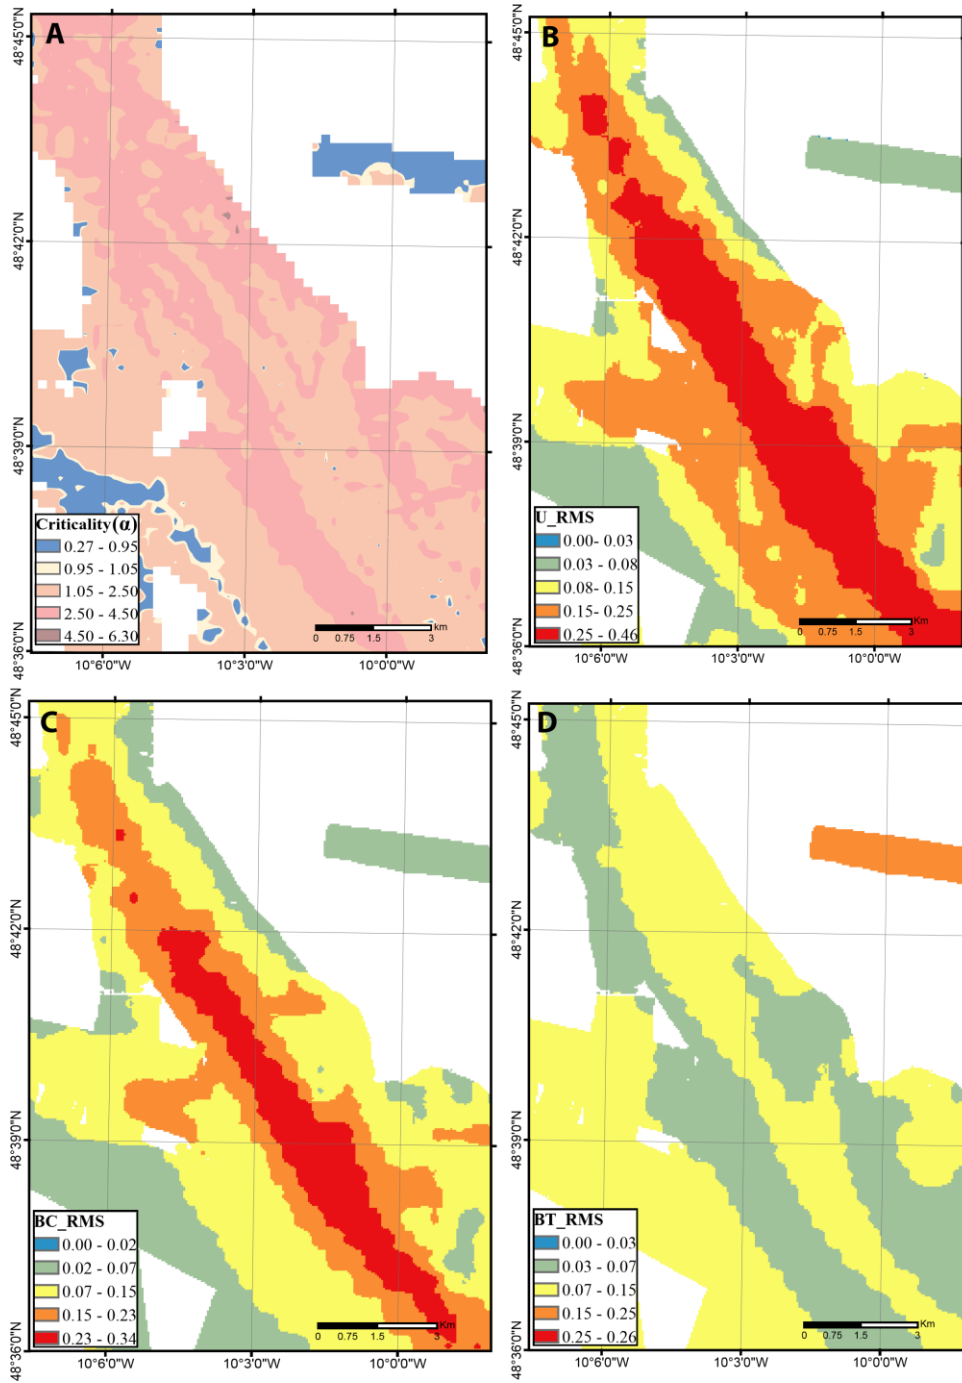 A
48°45'0"N
48°42'0"N
48°39'0"N
48°36'0"N
Criticality(α)
0.27 - 0.95
0.95 - 1.05
1.05 - 2.50
2.50 - 4.50
4.50 - 6.30
Km
0 0.75 1.5 3
10°6'0"W 10°3'0"W 10°0'0"W
B
48°45'0"N
48°42'0"N
48°39'0"N
48°36'0"N
U_RMS
0.00- 0.03
0.03 - 0.08
0.08- 0.15
0.15 - 0.25
0.25 - 0.46
Km
0 0.75 1.5 3
10°6'0"W 10°3'0"W 10°0'0"W
C
48°45'0"N
48°42'0"N
48°39'0"N
48°36'0"N
BC_RMS
0.00 - 0.02
0.02 - 0.07
0.07 - 0.15
0.15 - 0.23
0.23 - 0.34
Km
0 0.75 1.5 3
10°6'0"W 10°3'0"W 10°0'0"W
D
48°45'0"N
48°42'0"N
48°39'0"N
48°36'0"N
BT_RMS
0.00 - 0.03
0.03 - 0.07
0.07 - 0.15
0.15 - 0.25
0.25 - 0.26
Km
0 0.75 1.5 3
10°6'0"W 10°3'0"W 10°0'0"W